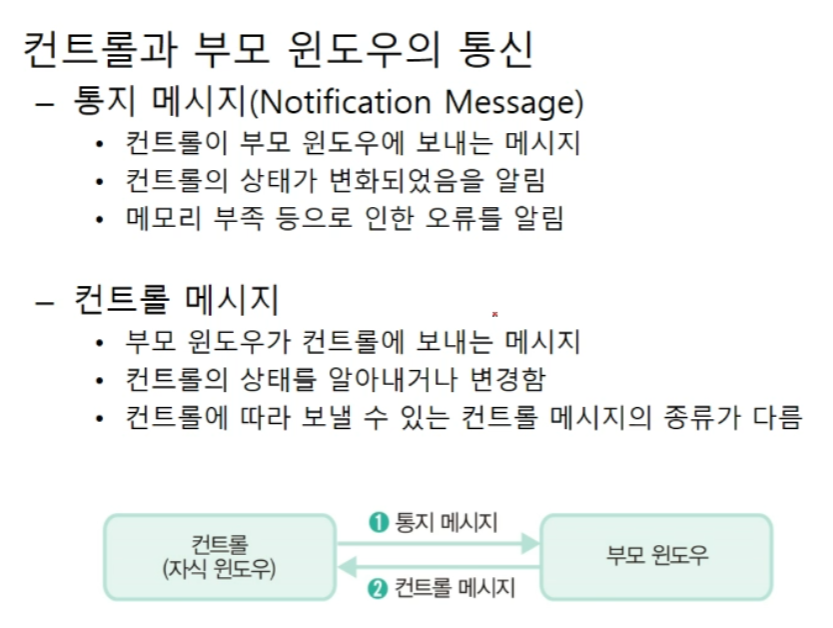 컨트롤과 부모 윈도우의 통신
– 통지 메시지(Notification Message)
• 컨트롤이 부모 윈도우에 보내는 메시지
• 컨트롤의 상태가 변화되었음을 알림
• 메모리 부족 등으로 인한 오류를 알림
– 컨트롤 메시지
• 부모 윈도우가 컨트롤에 보내는 메시지
• 컨트롤의 상태를 알아내거나 변경함
• 컨트롤에 따라 보낼 수 있는 컨트롤 메시지의 종류가 다름
컨트롤
(자식 윈도우)
❶ 통지 메시지
❷ 컨트롤 메시지
부모 윈도우